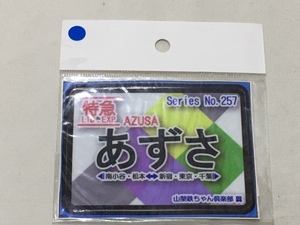 Series No.257
特急
LTD. EXP. AZUSA
あずさ
南小谷・松本⟷新宿・東京・千葉
山梨鉄ちゃん倶楽部